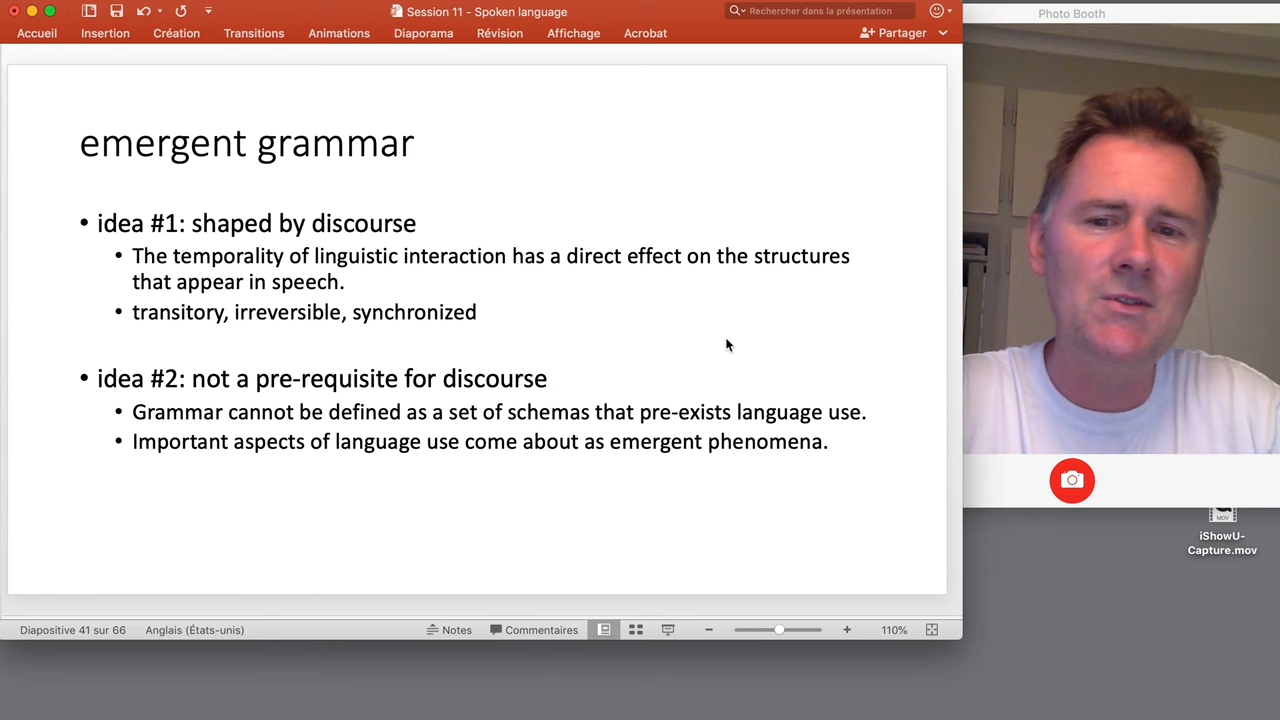 Session 11 - Spoken language
Rechercher dans la présentation
Photo Booth
Accueil Insertion Création Transitions Animations Diaporama Révision Affichage Acrobat Partager
emergent grammar
• idea #1: shaped by discourse
• The temporality of linguistic interaction has a direct effect on the structures
that appear in speech.
• transitory, irreversible, synchronized
• idea #2: not a pre-requisite for discourse
• Grammar cannot be defined as a set of schemas that pre-exists language use.
• Important aspects of language use come about as emergent phenomena.
MOV
iShowU-
Capture.mov
Diapositive 41 sur 66 Anglais (États-unis) Notes Commentaires 110%